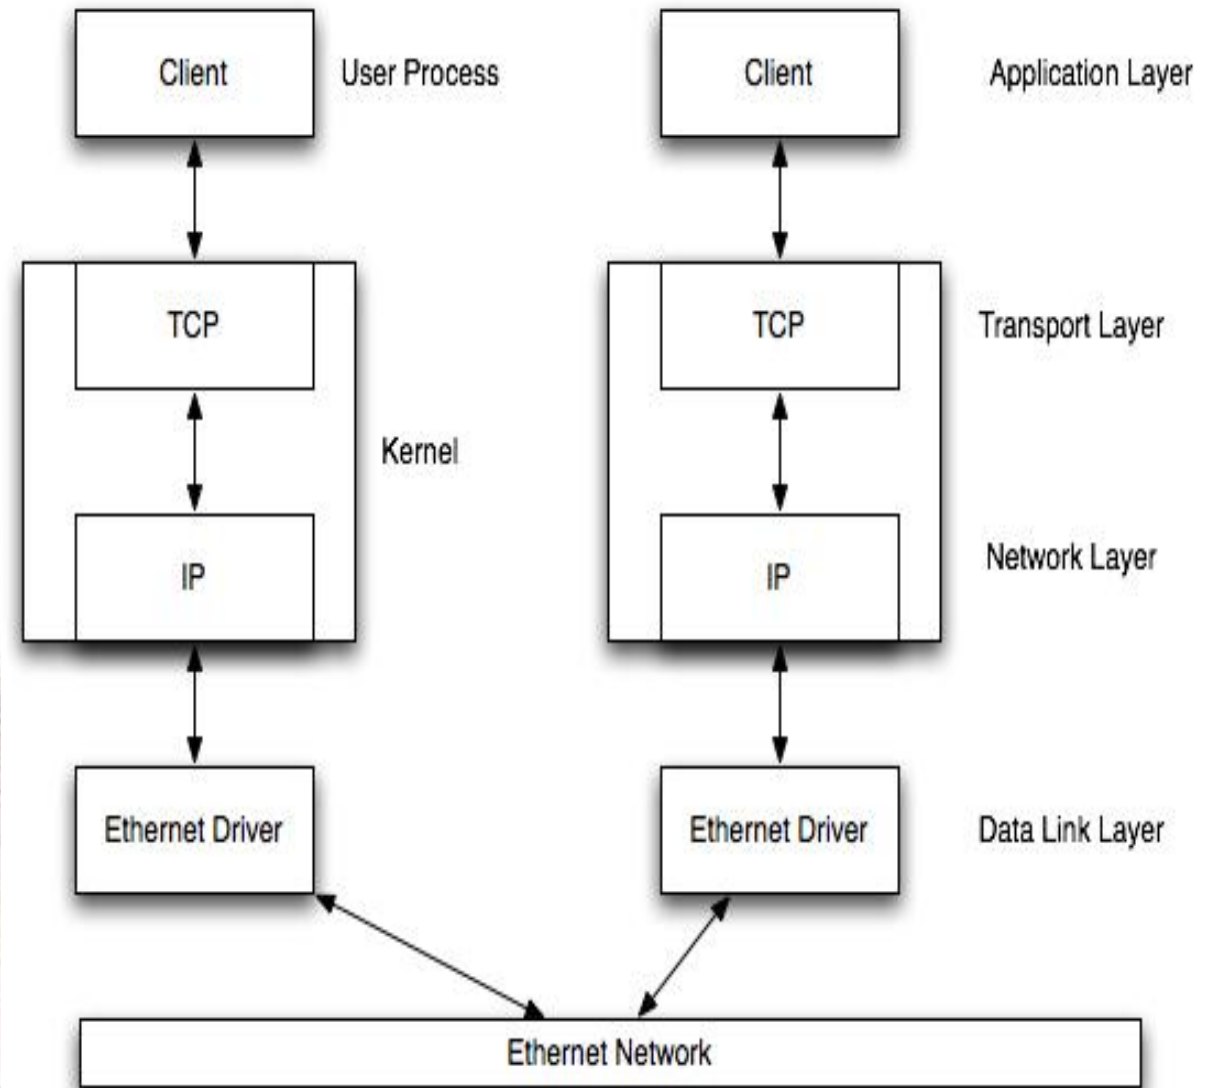 Client
User Process
Client
Application Layer
TCP
TCP
Transport Layer
Kernel
IP
IP
Network Layer
Ethernet Driver
Ethernet Driver
Data Link Layer
Ethernet Network